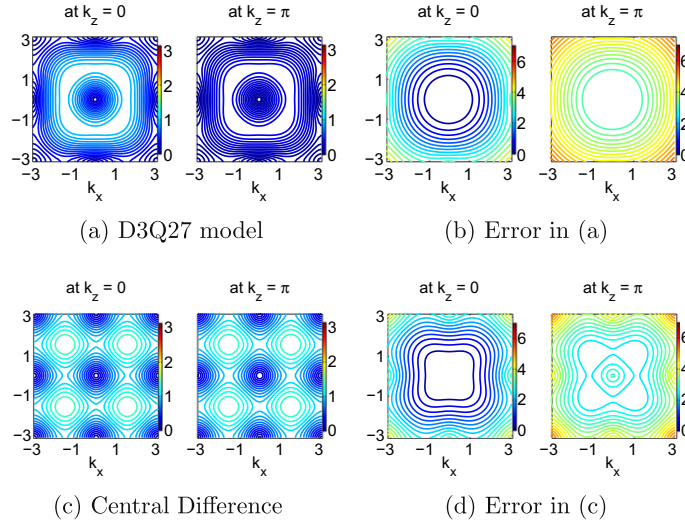 at k_z = 0
at k_z = π
at k_z = 0
at k_z = π
3
1
−1
−3
−3 −1 1 3
k_x
0
1
2
3
−3 −1 1 3
k_x
0
1
2
3
3
1
−1
−3
−3 −1 1 3
k_x
0
2
4
6
−3 −1 1 3
k_x
0
2
4
6
(a) D3Q27 model
(b) Error in (a)
at k_z = 0
at k_z = π
at k_z = 0
at k_z = π
3
1
−1
−3
−3 −1 1 3
k_x
0
1
2
3
−3 −1 1 3
k_x
0
1
2
3
3
1
−1
−3
−3 −1 1 3
k_x
0
2
4
6
−3 −1 1 3
k_x
0
2
4
6
(c) Central Difference
(d) Error in (c)